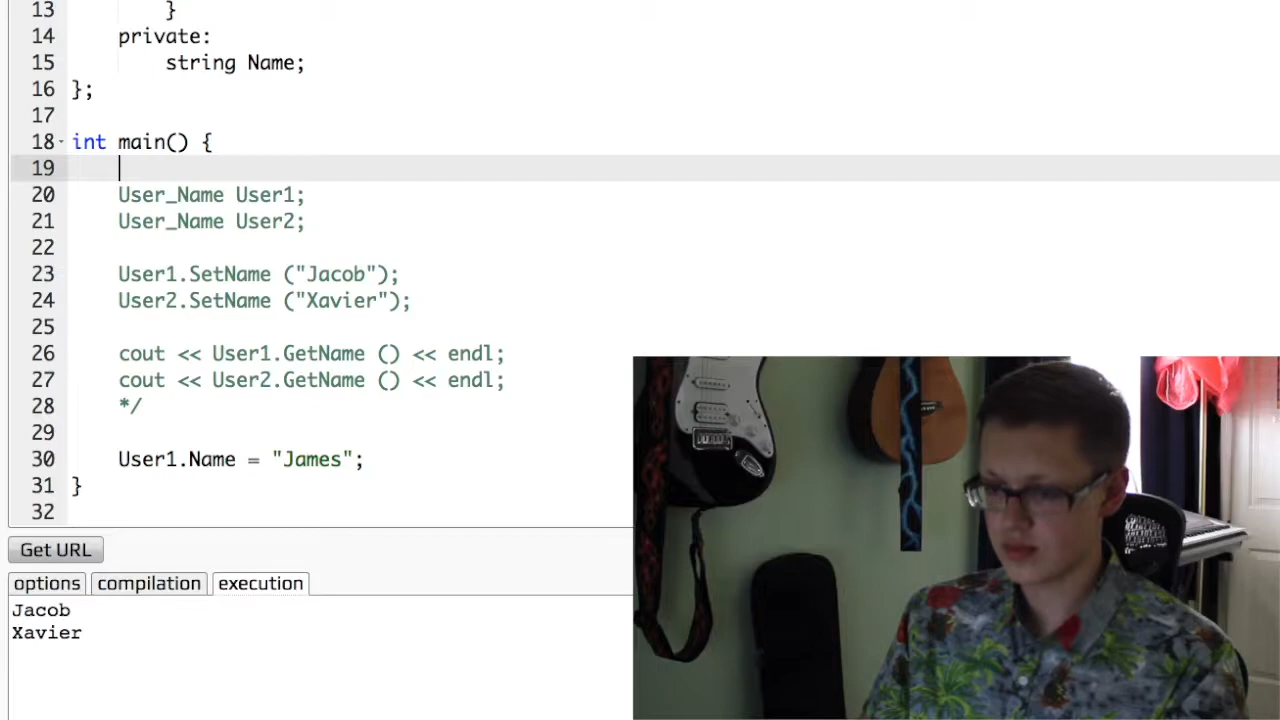 13 }
14 private:
15 string Name;
16 };
17
18 int main() {
19
20 User_Name User1;
21 User_Name User2;
22
23 User1.SetName ("Jacob");
24 User2.SetName ("Xavier");
25
26 cout << User1.GetName () << endl;
27 cout << User2.GetName () << endl;
28 */
29
30 User1.Name = "James";
31 }
32
Get URL
options compilation execution
Jacob
Xavier